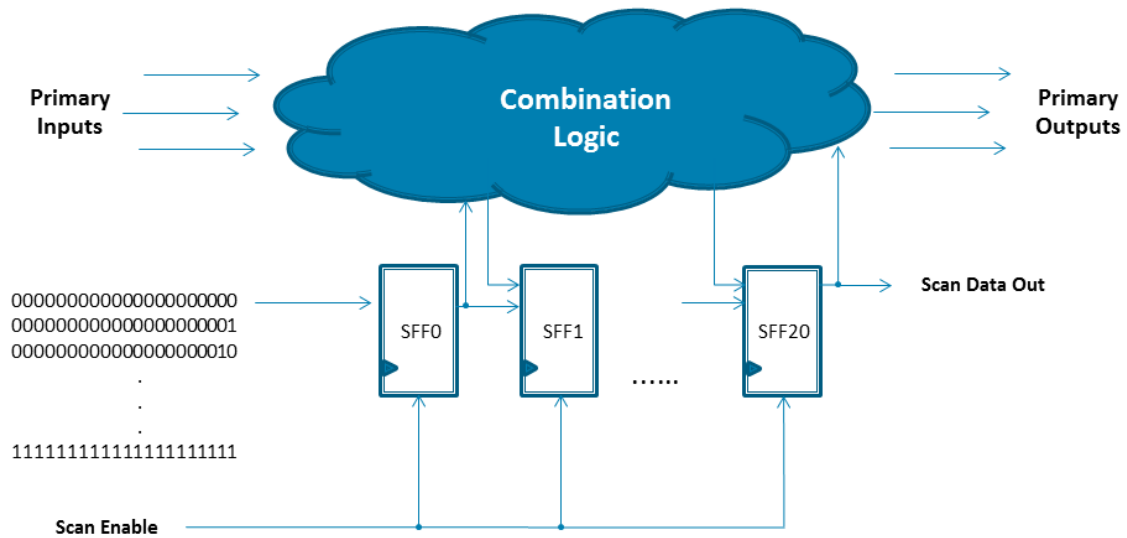 Combination
Logic
Primary
Inputs
Primary
Outputs
000000000000000000000
000000000000000000001
000000000000000000010
.
.
.
111111111111111111111
SFF0
SFF1
......
SFF20
Scan Data Out
Scan Enable